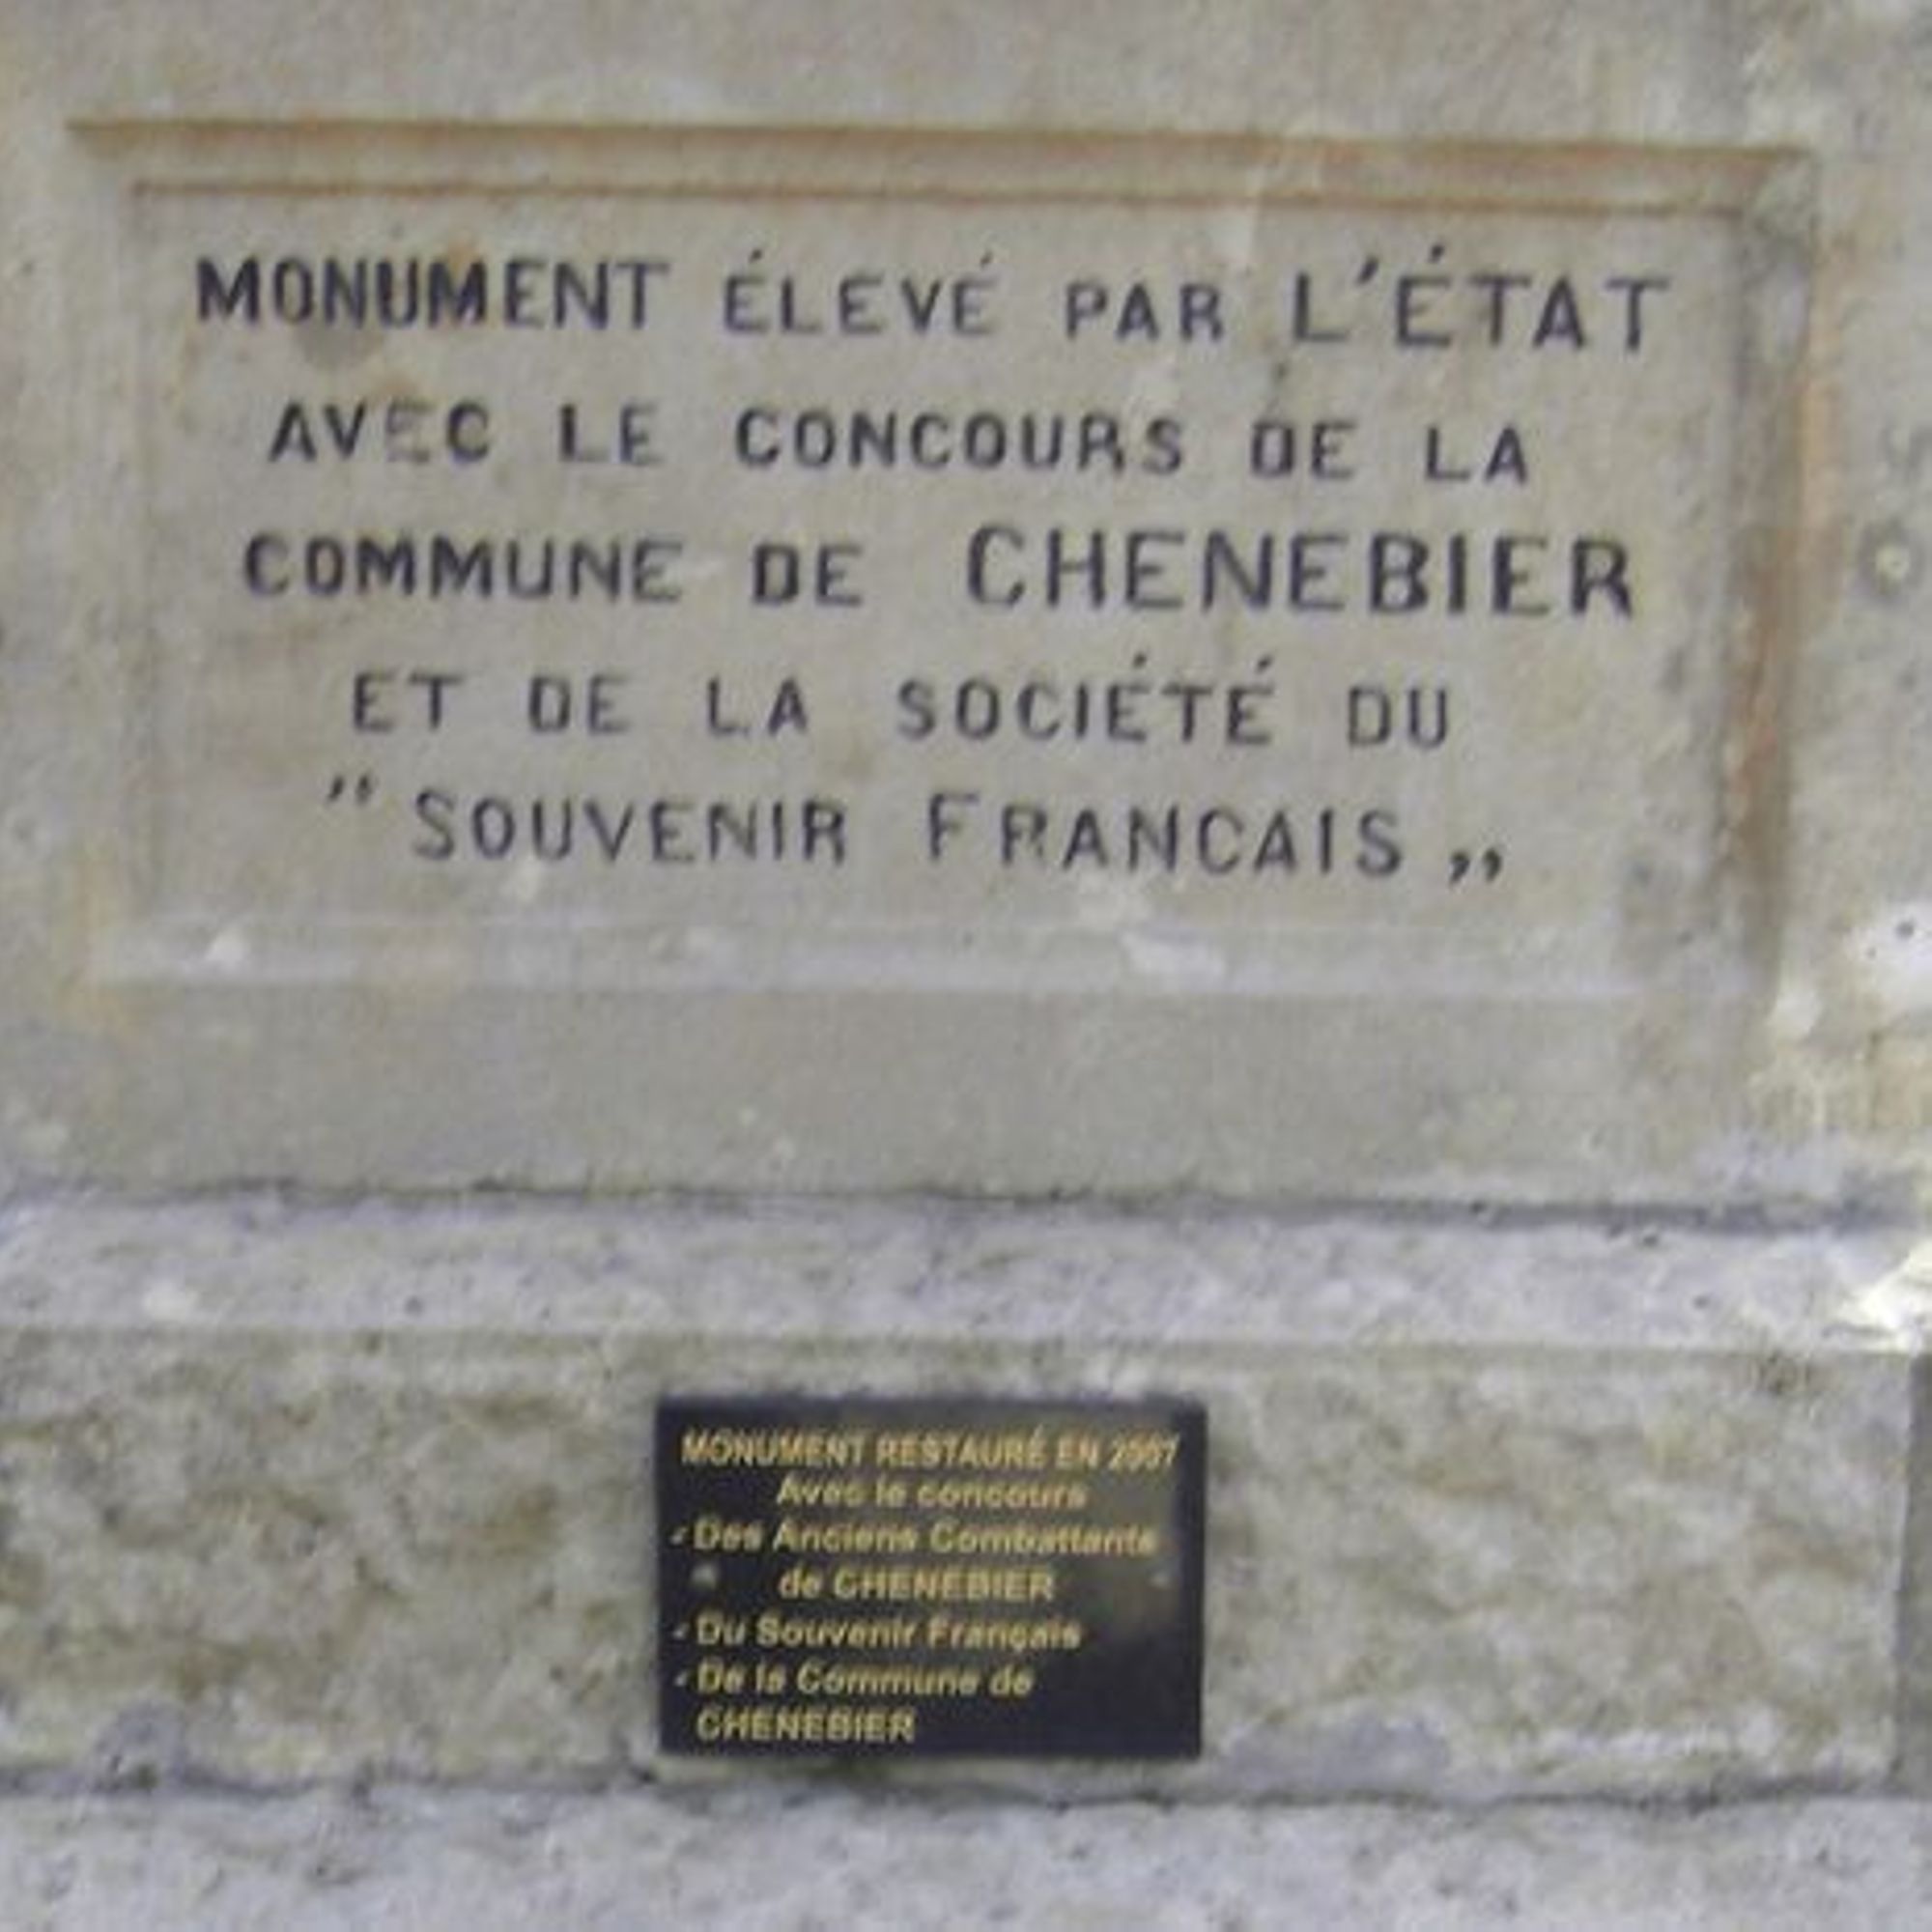 MONUMENT ÉLEVÉ PAR L'ÉTAT
AVEC LE CONCOURS DE LA
COMMUNE DE CHENEBIER
ET DE LA SOCIÉTÉ DU
" SOUVENIR FRANCAIS „
MONUMENT RESTAURÉ EN 2007
Avec le concours
- Des Anciens Combattants
de CHENEBIER
- Du Souvenir Français
- De la Commune de
CHENEBIER